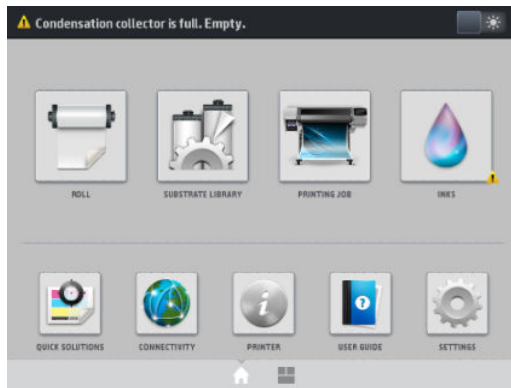 Condensation collector is full. Empty.
ROLL
SUBSTRATE LIBRARY
PRINTING JOB
INKS
QUICK SOLUTIONS
CONNECTIVITY
PRINTER
USER GUIDE
SETTINGS